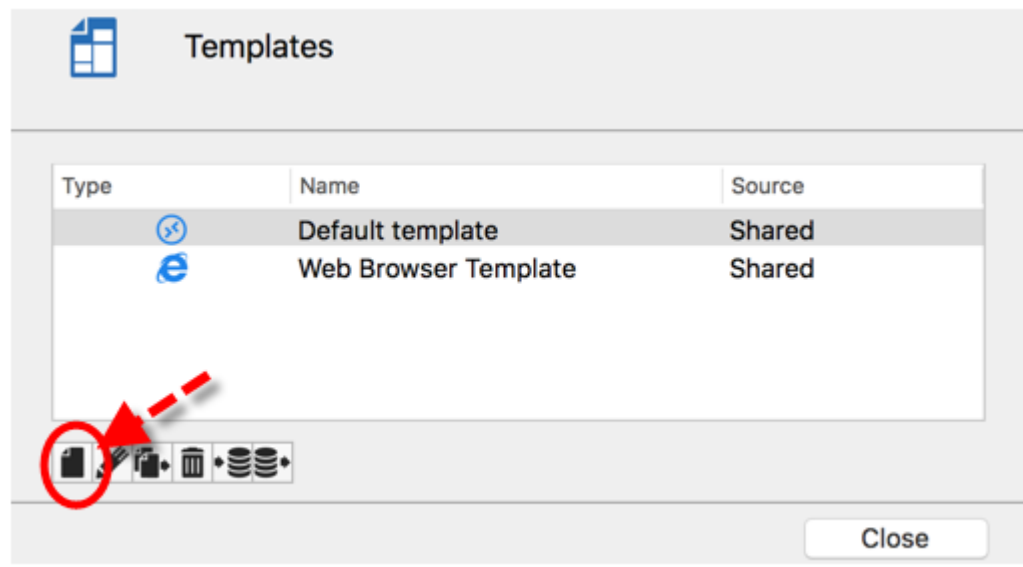 Templates
Type Name Source
Default template Shared
Web Browser Template Shared
Close